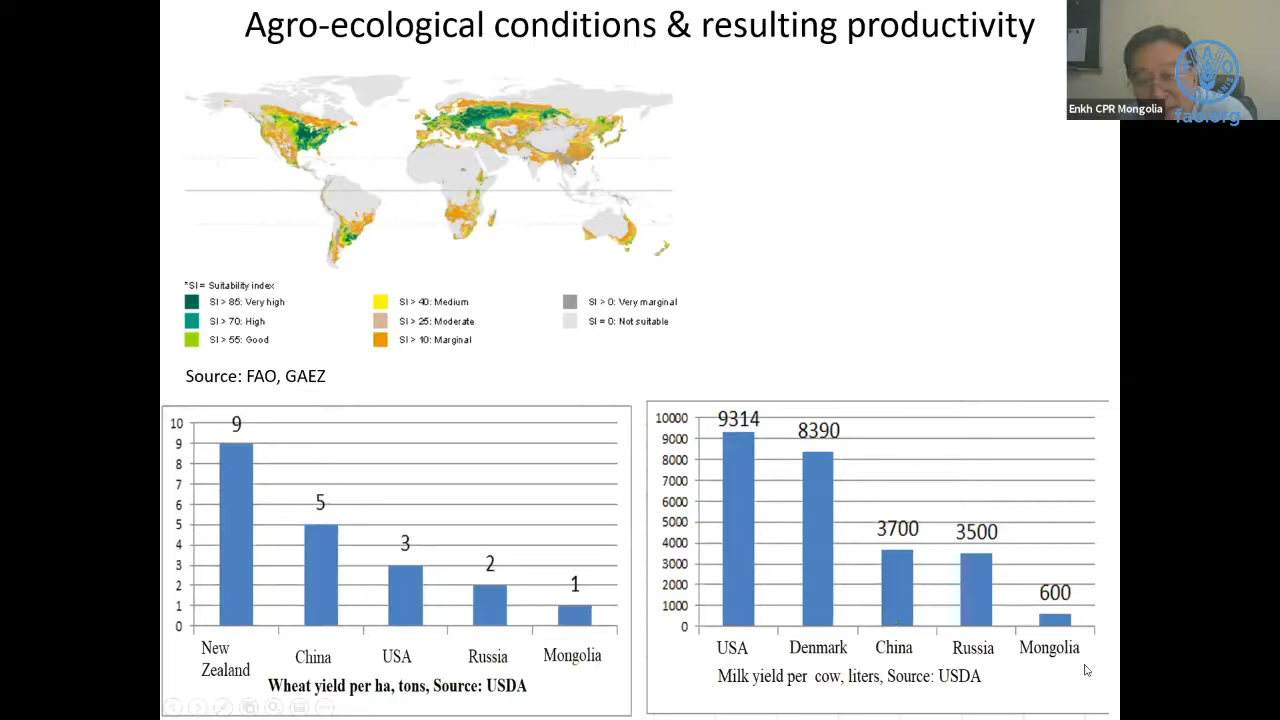 Agro-ecological conditions & resulting productivity
Enkh CPR Mongolia
FAO
fao.org
*SI = Suitability index
SI > 85: Very high
SI > 70: High
SI > 55: Good
SI > 40: Medium
SI > 25: Moderate
SI > 10: Marginal
SI > 0: Very marginal
SI = 0: Not suitable
Source: FAO, GAEZ
10
9
8
7
6
5
4
3
2
1
0
9
5
3
2
1
New Zealand
China
USA
Russia
Mongolia
Wheat yield per ha, tons, Source: USDA
10000
9000
8000
7000
6000
5000
4000
3000
2000
1000
0
9314
8390
3700
3500
600
USA
Denmark
China
Russia
Mongolia
Milk yield per cow, liters, Source: USDA